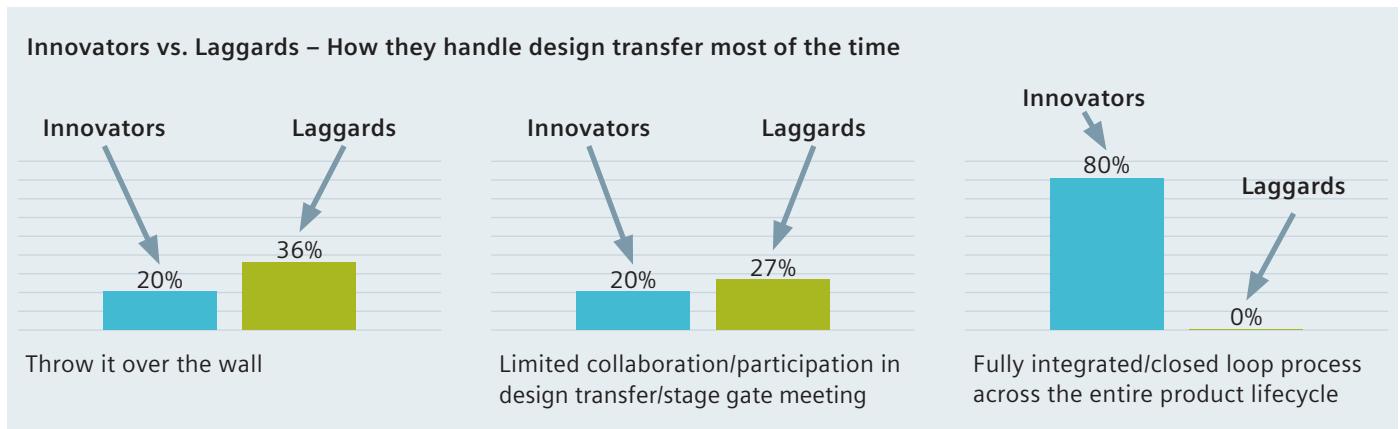 Innovators vs. Laggards – How they handle design transfer most of the time
Innovators
Laggards
20%
36%
Throw it over the wall
Innovators
Laggards
20%
27%
Limited collaboration/participation in
design transfer/stage gate meeting
Innovators
Laggards
80%
0%
Fully integrated/closed loop process
across the entire product lifecycle